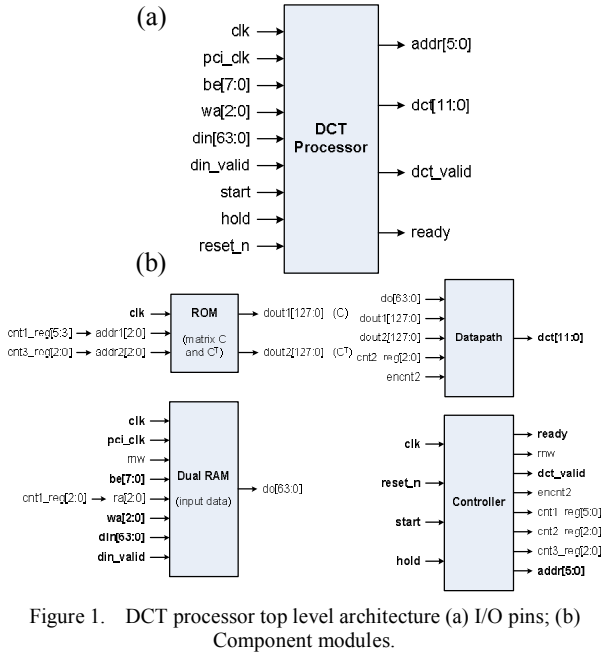 (a)
clk
pci_clk
be[7:0]
wa[2:0]
din[63:0]
din_valid
start
hold
reset_n
DCT
Processor
addr[5:0]
dct[11:0]
dct_valid
ready
(b)
clk
cnt1_reg[5:3] addr1[2:0]
cnt3_reg[2:0] addr2[2:0]
ROM
(matrix C
and CT)
dout1[127:0] (C)
dout2[127:0] (CT)
do[63:0]
dout1[127:0]
dout2[127:0]
cnt2_reg[2:0]
encnt2
Datapath
dct[11:0]
clk
pci_clk
rnw
be[7:0]
cnt1_reg[2:0] ra[2:0]
wa[2:0]
din[63:0]
din_valid
Dual RAM
(input data)
do[63:0]
clk
reset_n
start
hold
Controller
ready
rnw
dct_valid
encnt2
cnt1_reg[5:0]
cnt2_reg[2:0]
cnt3_reg[2:0]
addr[5:0]
Figure 1. DCT processor top level architecture (a) I/O pins; (b)
Component modules.